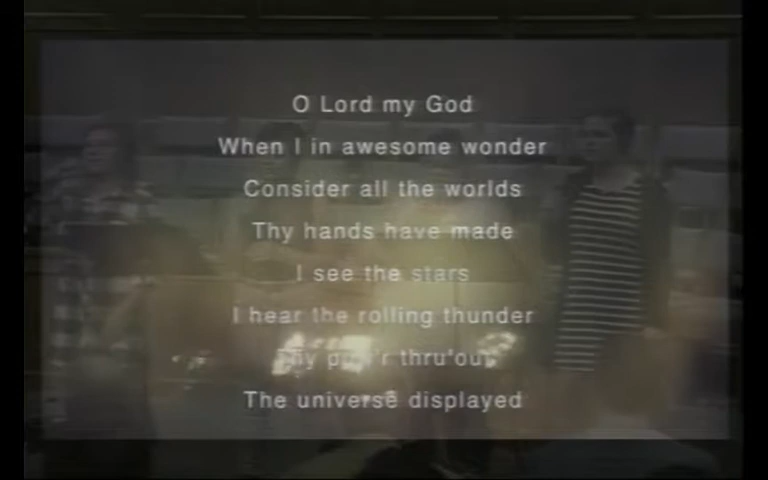 O Lord my God
When I in awesome wonder
Consider all the worlds
Thy hands have made
I see the stars
I hear the rolling thunder
thru'out
The universe displayed